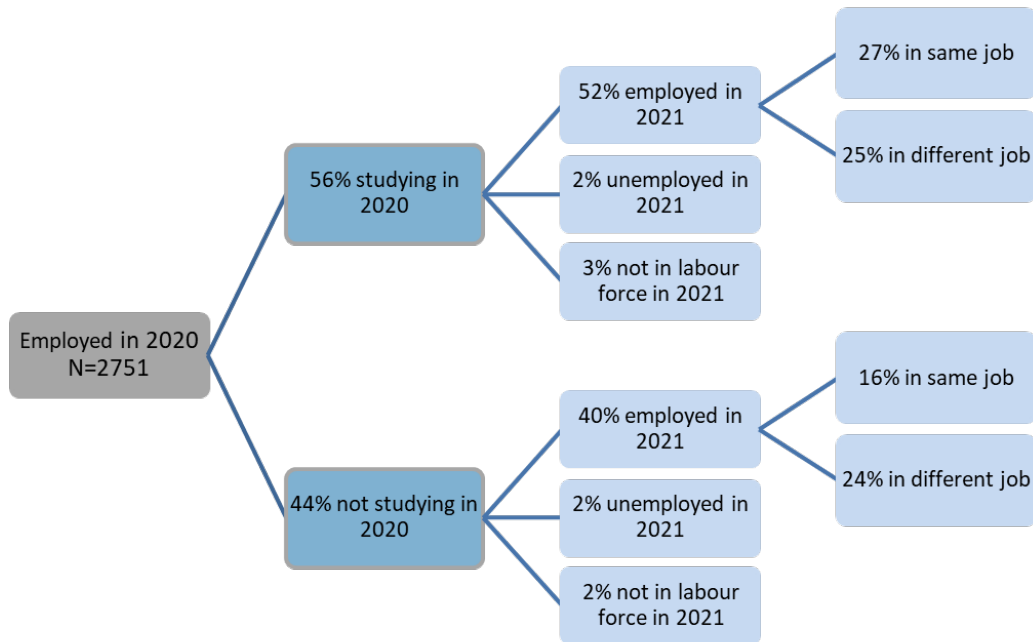 Employed in 2020
N=2751
56% studying in
2020
52% employed in
2021
27% in same job
25% in different job
2% unemployed in
2021
3% not in labour
force in 2021
44% not studying in
2020
40% employed in
2021
16% in same job
24% in different job
2% unemployed in
2021
2% not in labour
force in 2021